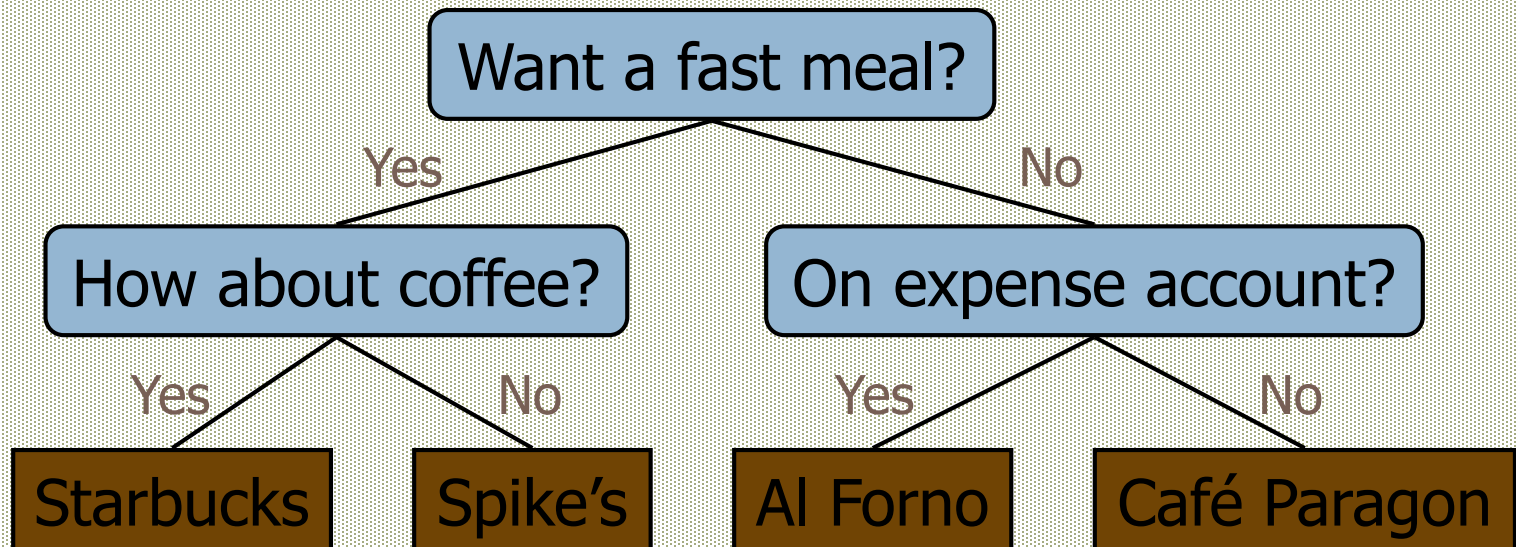 Want a fast meal?
Yes
No
How about coffee?
On expense account?
Yes
No
Yes
No
Starbucks
Spike’s
Al Forno
Café Paragon